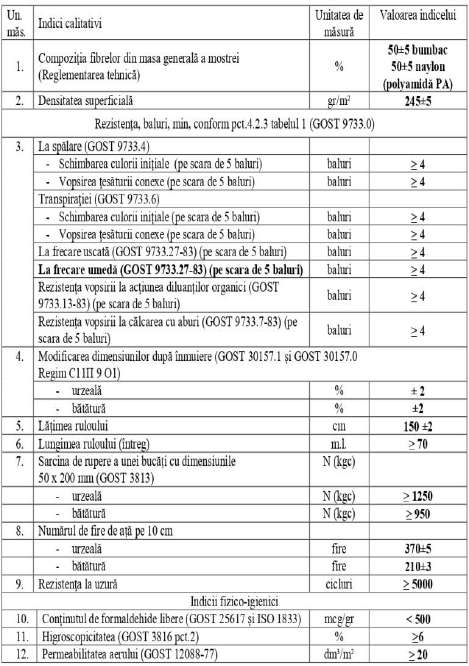 Un. măs. Indici calitativi Unitatea de măsură Valoarea indicelui
1. Compoziția fibrelor din masa generală a mostrei (Reglementarea tehnică) % 50±5 bumbac 50±5 naylon (polyamidă PA)
2. Densitatea superficială gr/m² 245±5
Rezistența, baluri, min, conform pct.4.2.3 tabelul 1 (GOST 9733.0)
3. La spălare (GOST 9733.4)
- Schimbarea culorii inițiale (pe scara de 5 baluri) baluri ≥ 4
- Vopsirea țesăturii conexe (pe scara de 5 baluri) baluri ≥ 4
Transpirației (GOST 9733.6)
- Schimbarea culorii inițiale (pe scara de 5 baluri) baluri ≥ 4
- Vopsirea țesăturii conexe (pe scara de 5 baluri) baluri ≥ 4
La frecare uscată (GOST 9733.27-83) (pe scara de 5 baluri) baluri ≥ 4
La frecare umedă (GOST 9733.27-83) (pe scara de 5 baluri) baluri ≥ 4
Rezistența vopsirii la acțiunea diluanților organici (GOST 9733.13-83) (pe scara de 5 baluri) baluri ≥ 4
Rezistența vopsirii la călcarea cu aburi (GOST 9733.7-83) (pe scara de 5 baluri) baluri ≥ 4
4. Modificarea dimensiunilor după înmuiere (GOST 30157.1 și GOST 30157.0
Regim C1III 9 O1)
- urzeală % ± 2
- bătătură % ±2
5. Lățimea ruloului cm 150 ±2
6. Lungimea ruloului (întreg) m.l. ≥ 70
7. Sarcina de rupere a unei bucăți cu dimensiunile N (kgc)
50 x 200 mm (GOST 3813)
- urzeală N (kgc) ≥ 1250
- bătătură N (kgc) ≥ 950
8. Numărul de fire de ață pe 10 cm
- urzeală fire 370±5
- bătătură fire 210±3
9. Rezistența la uzură cicluri ≥ 5000
Indicii fizico-igienici
10. Conținutul de formaldehide libere (GOST 25617 și ISO 1833) mcg/gr < 500
11. Higroscopicitatea (GOST 3816 pct.2) % ≥6
12. Permeabilitatea aerului (GOST 12088-77) dm³/m² ≥ 20